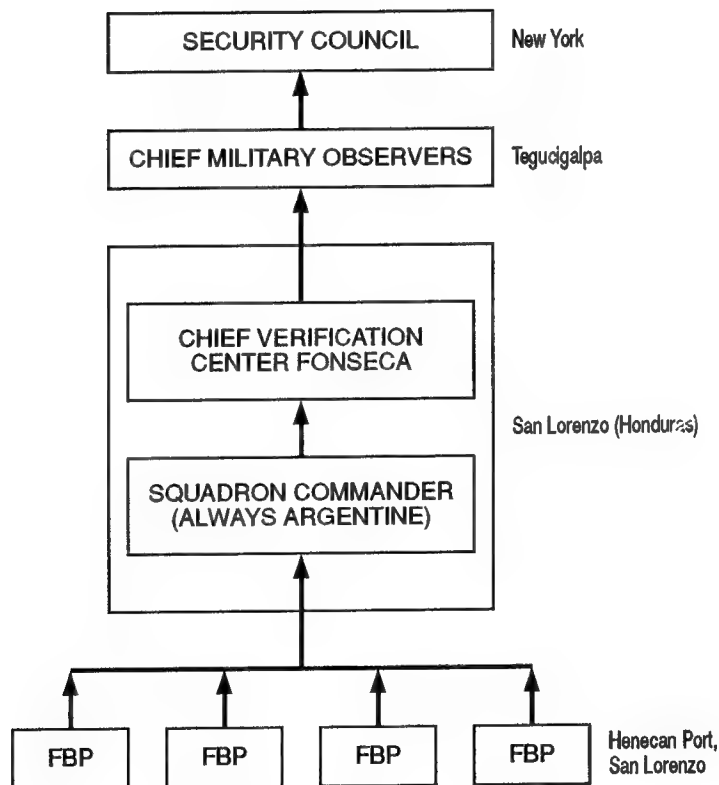 SECURITY COUNCIL
New York
CHIEF MILITARY OBSERVERS
Tegucigalpa
CHIEF VERIFICATION
CENTER FONSECA
San Lorenzo (Honduras)
SQUADRON COMMANDER
(ALWAYS ARGENTINE)
FBP
FBP
FBP
FBP
Henecan Port,
San Lorenzo